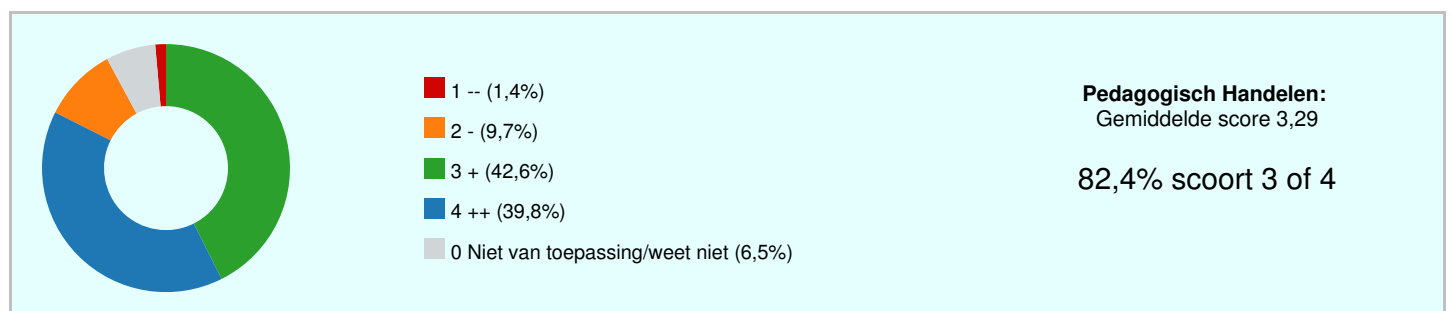 1 -- (1,4%)
2 - (9,7%)
3 + (42,6%)
4 ++ (39,8%)
0 Niet van toepassing/weet niet (6,5%)
Pedagogisch Handelen:
Gemiddelde score 3,29
82,4% scoort 3 of 4